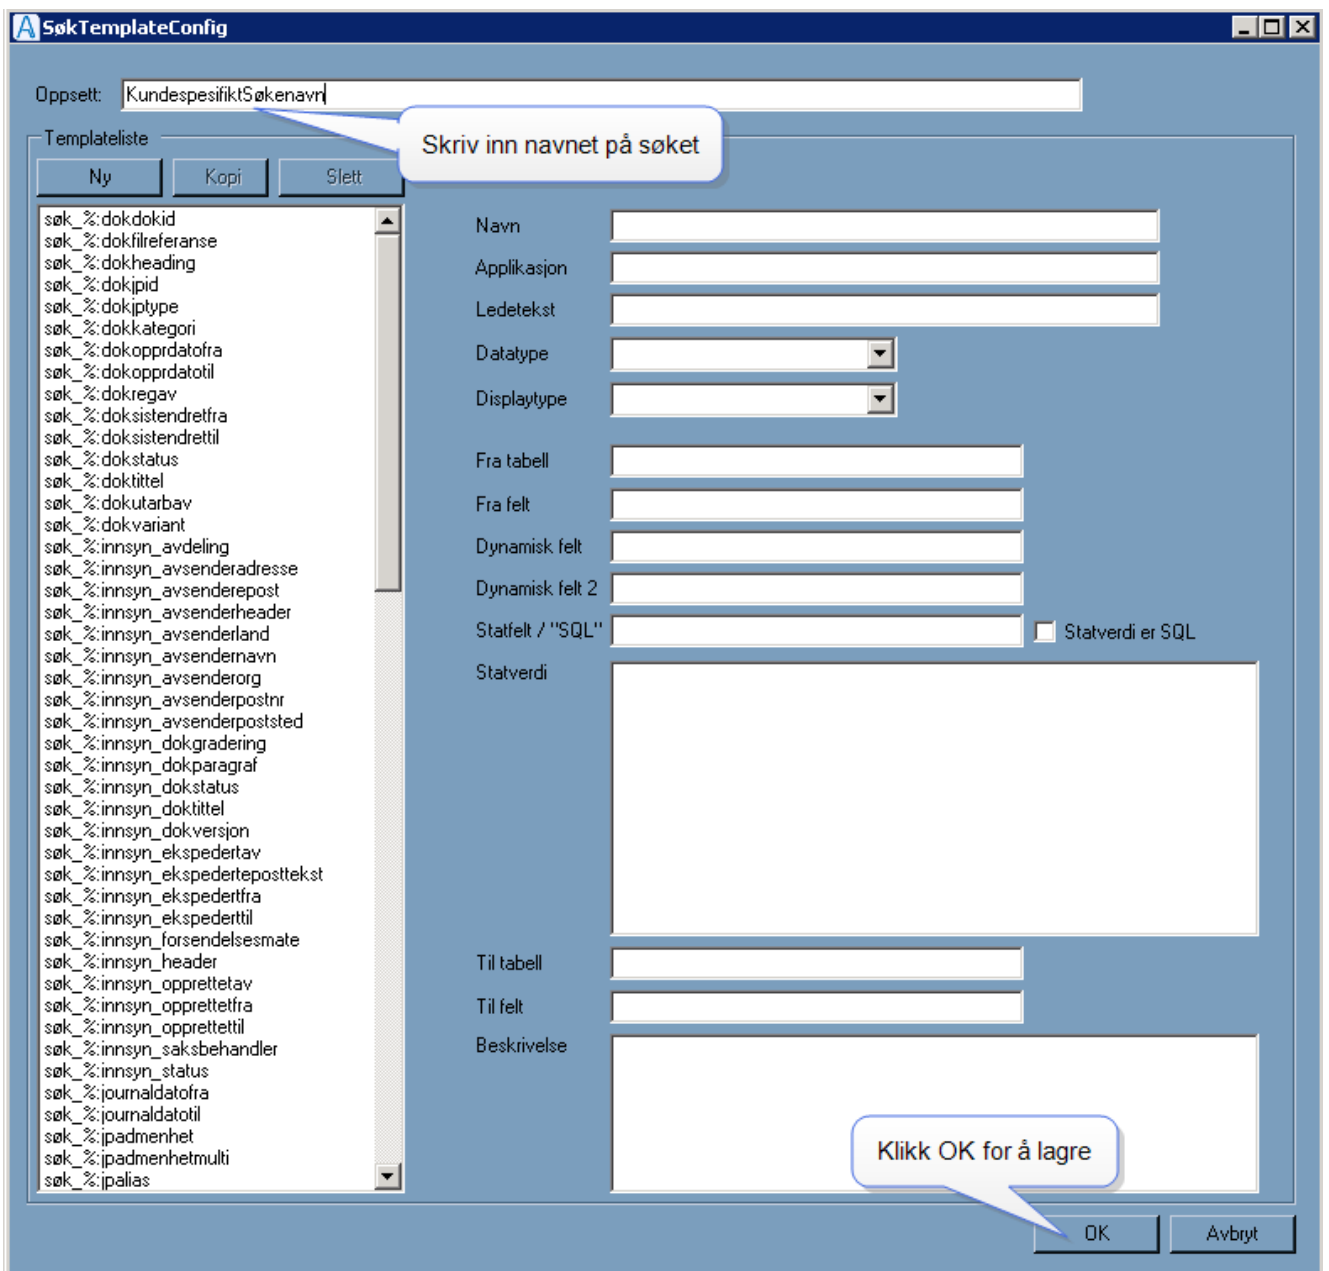 SøkTemplateConfig
Oppsett: KundespesifiktSøkenavn
Skriv inn navnet på søket
Templateliste
Ny Kopi Slett
søk_%:dokdokid
søk_%:dokfilreferanse
søk_%:dokheading
søk_%:dokjpid
søk_%:dokjptype
søk_%:dokkategori
søk_%:dokopprdatofra
søk_%:dokopprdatotil
søk_%:dokregav
søk_%:doksistendretfra
søk_%:doksistendrettil
søk_%:dokstatus
søk_%:doktittel
søk_%:dokutarbav
søk_%:dokvariant
søk_%:innsyn_avdeling
søk_%:innsyn_avsenderadresse
søk_%:innsyn_avsenderepost
søk_%:innsyn_avsenderheader
søk_%:innsyn_avsenderland
søk_%:innsyn_avsendernavn
søk_%:innsyn_avsenderorg
søk_%:innsyn_avsenderpostnr
søk_%:innsyn_avsenderpoststed
søk_%:innsyn_dokgradering
søk_%:innsyn_dokparagraf
søk_%:innsyn_dokstatus
søk_%:innsyn_doktittel
søk_%:innsyn_dokversjon
søk_%:innsyn_ekspedertav
søk_%:innsyn_ekspederteposttekst
søk_%:innsyn_ekspedertfra
søk_%:innsyn_ekspederttil
søk_%:innsyn_forsendelsesmate
søk_%:innsyn_header
søk_%:innsyn_opprettetav
søk_%:innsyn_opprettetfra
søk_%:innsyn_opprettettil
søk_%:innsyn_saksbehandler
søk_%:innsyn_status
søk_%:journaldatofra
søk_%:journaldatotil
søk_%:jpadmenhet
søk_%:jpadmenhetmulti
søk_%:jpalias
Navn
Applikasjon
Ledetekst
Datatype
Displaytype
Fra tabell
Fra felt
Dynamisk felt
Dynamisk felt 2
Statfelt / "SQL" Statverdi er SQL
Statverdi
Til tabell
Til felt
Beskrivelse
Klikk OK for å lagre
OK Avbryt